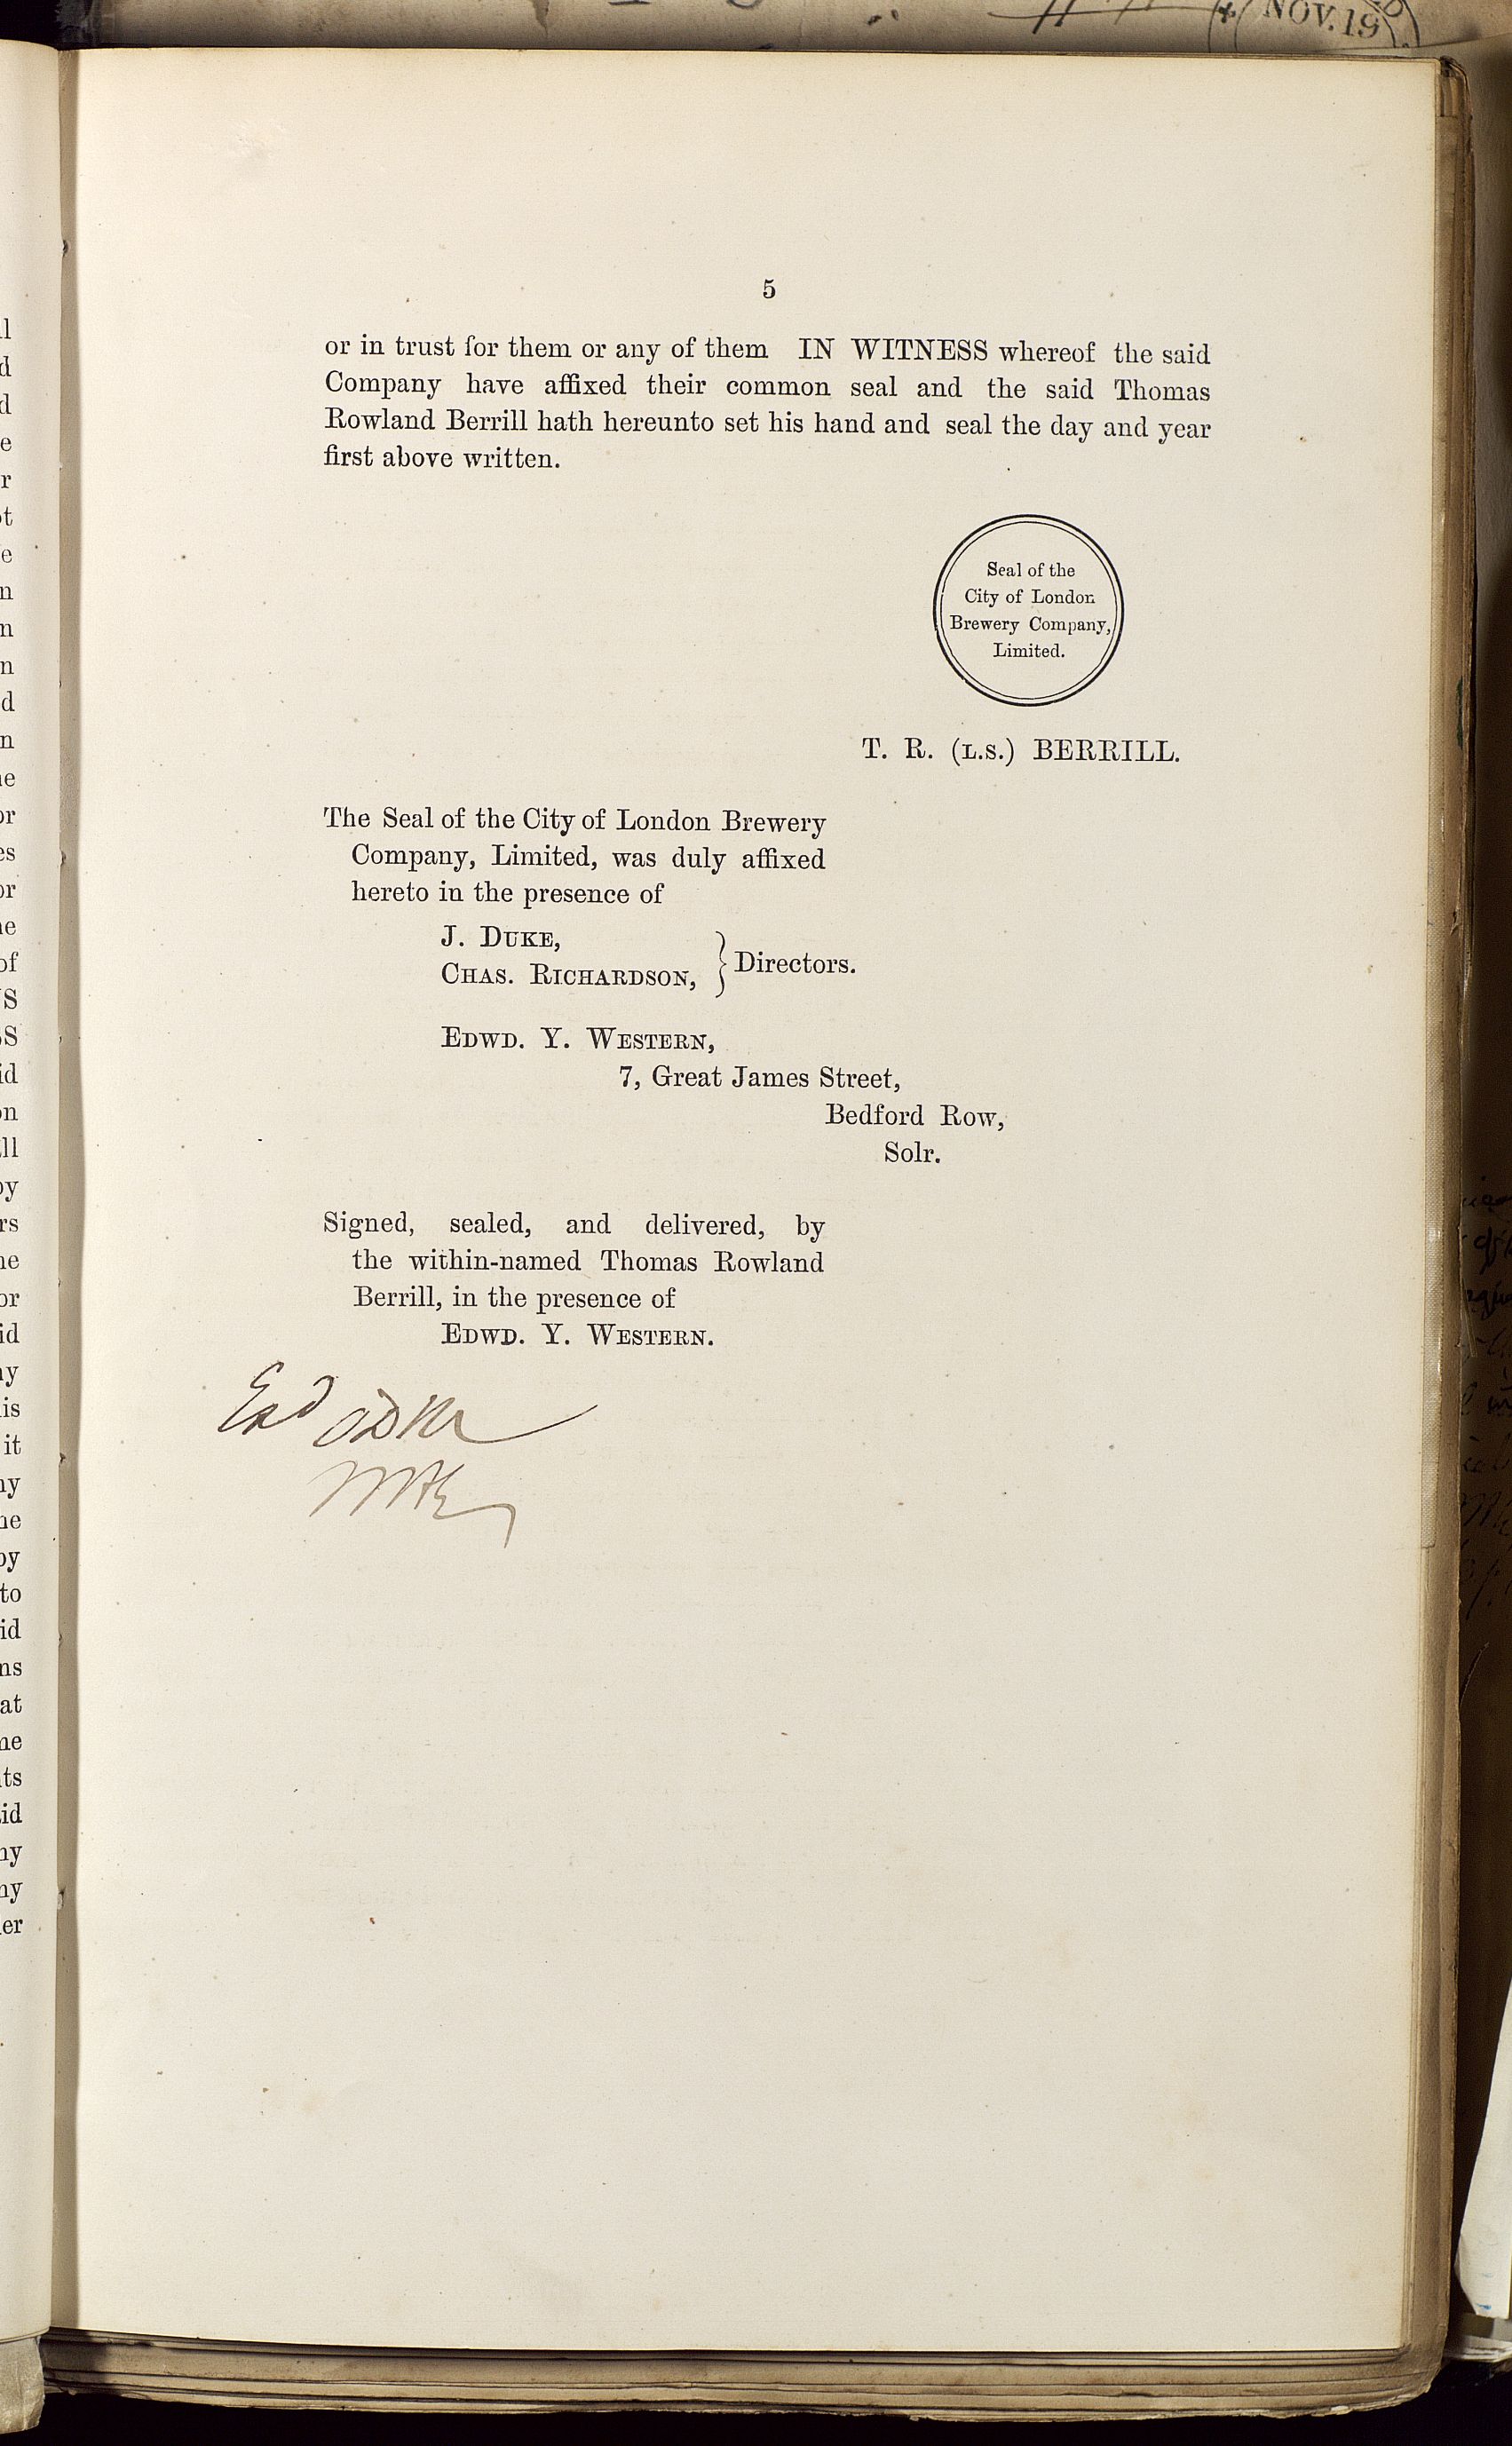 NOV. 19
5
or in trust for them or any of them IN WITNESS whereof the said
Company have affixed their common seal and the said Thomas
Rowland Berrill hath hereunto set his hand and seal the day and year
first above written.
Seal of the
City of London
Brewery Company,
Limited.
T. R. (L.S.) BERRILL.
The Seal of the City of London Brewery
Company, Limited, was duly affixed
hereto in the presence of
J. DUKE,
CHAS. RICHARDSON, } Directors.
EDWD. Y. WESTERN,
7, Great James Street,
Bedford Row,
Solr.
Signed, sealed, and delivered, by
the within-named Thomas Rowland
Berrill, in the presence of
EDWD. Y. WESTERN.